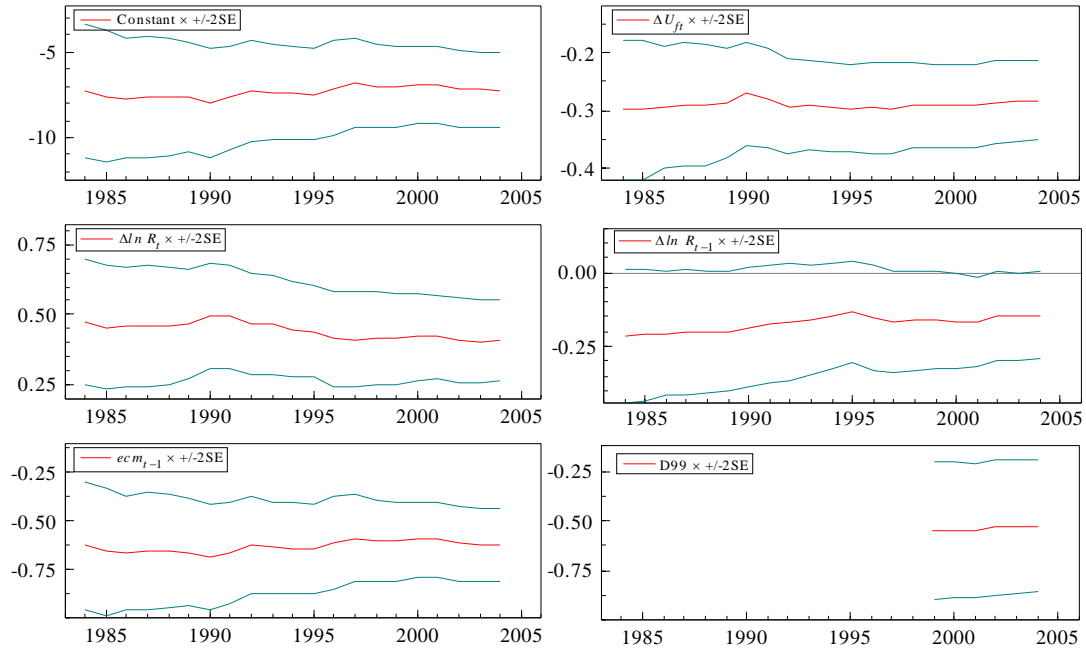 Constant × +/-2SE
-5
-10
1985 1990 1995 2000 2005
ΔU_ft × +/-2SE
-0.2
-0.3
-0.4
1985 1990 1995 2000 2005
Δln R_t × +/-2SE
0.75
0.50
0.25
1985 1990 1995 2000 2005
Δln R_t−1 × +/-2SE
0.00
-0.25
1985 1990 1995 2000 2005
ecm_t−1 × +/-2SE
-0.25
-0.50
-0.75
1985 1990 1995 2000 2005
D99 × +/-2SE
-0.25
-0.50
-0.75
1985 1990 1995 2000 2005